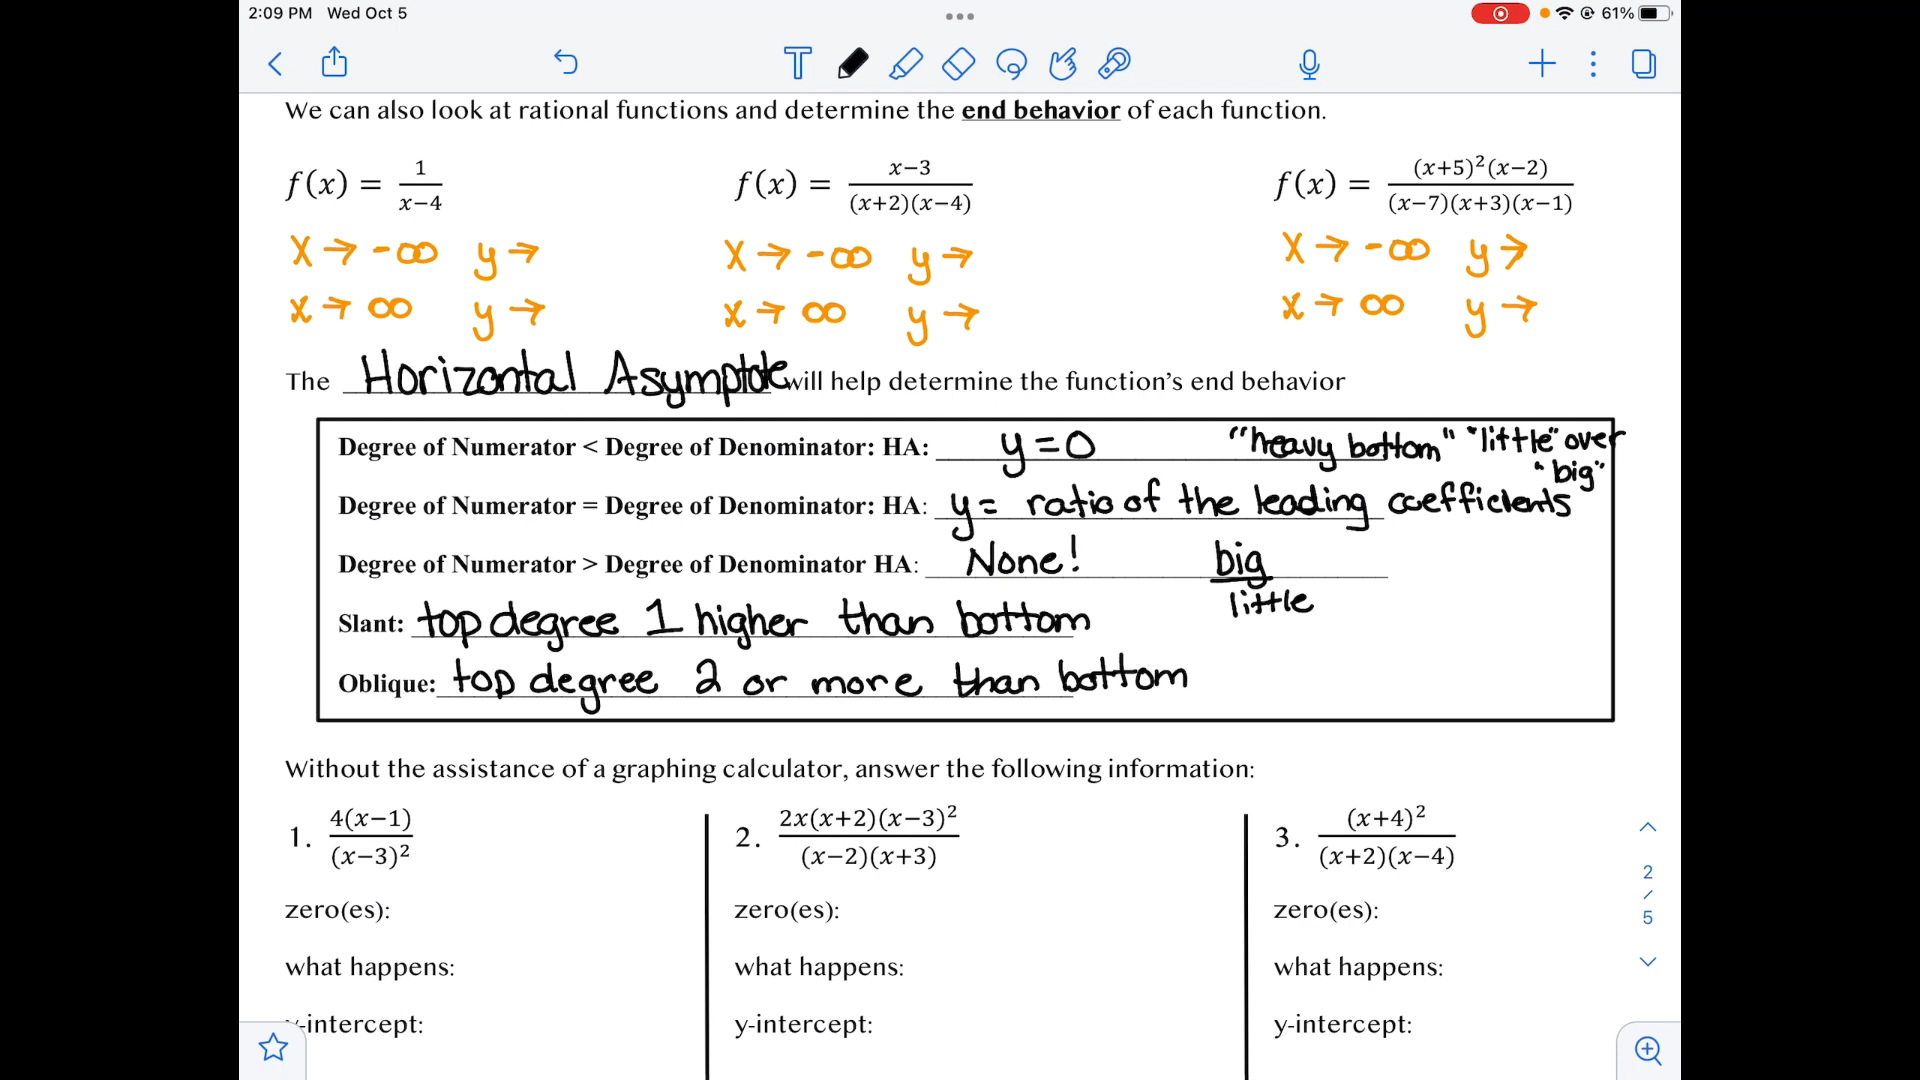 2:09 PM Wed Oct 5
61%
We can also look at rational functions and determine the end behavior of each function.
f(x) = 1/(x−4) f(x) = (x−3)/((x+2)(x−4)) f(x) = ((x+5)²(x−2))/((x−7)(x+3)(x−1))
x → -∞ y → x → -∞ y → x → -∞ y →
x → ∞ y → x → ∞ y → x → ∞ y →
The Horizontal Asymptote will help determine the function’s end behavior
Degree of Numerator < Degree of Denominator: HA: y = 0 "heavy bottom" "little" over
"big"
Degree of Numerator = Degree of Denominator: HA: y = ratio of the leading coefficients
Degree of Numerator > Degree of Denominator HA: None! big
little
Slant: top degree 1 higher than bottom
Oblique: top degree 2 or more than bottom
Without the assistance of a graphing calculator, answer the following information:
1. 4(x−1)/(x−3)² 2. 2x(x+2)(x−3)²/((x−2)(x+3)) 3. (x+4)²/((x+2)(x−4))
2
/
5
zero(es): zero(es): zero(es):
what happens: what happens: what happens:
y-intercept: y-intercept: y-intercept: